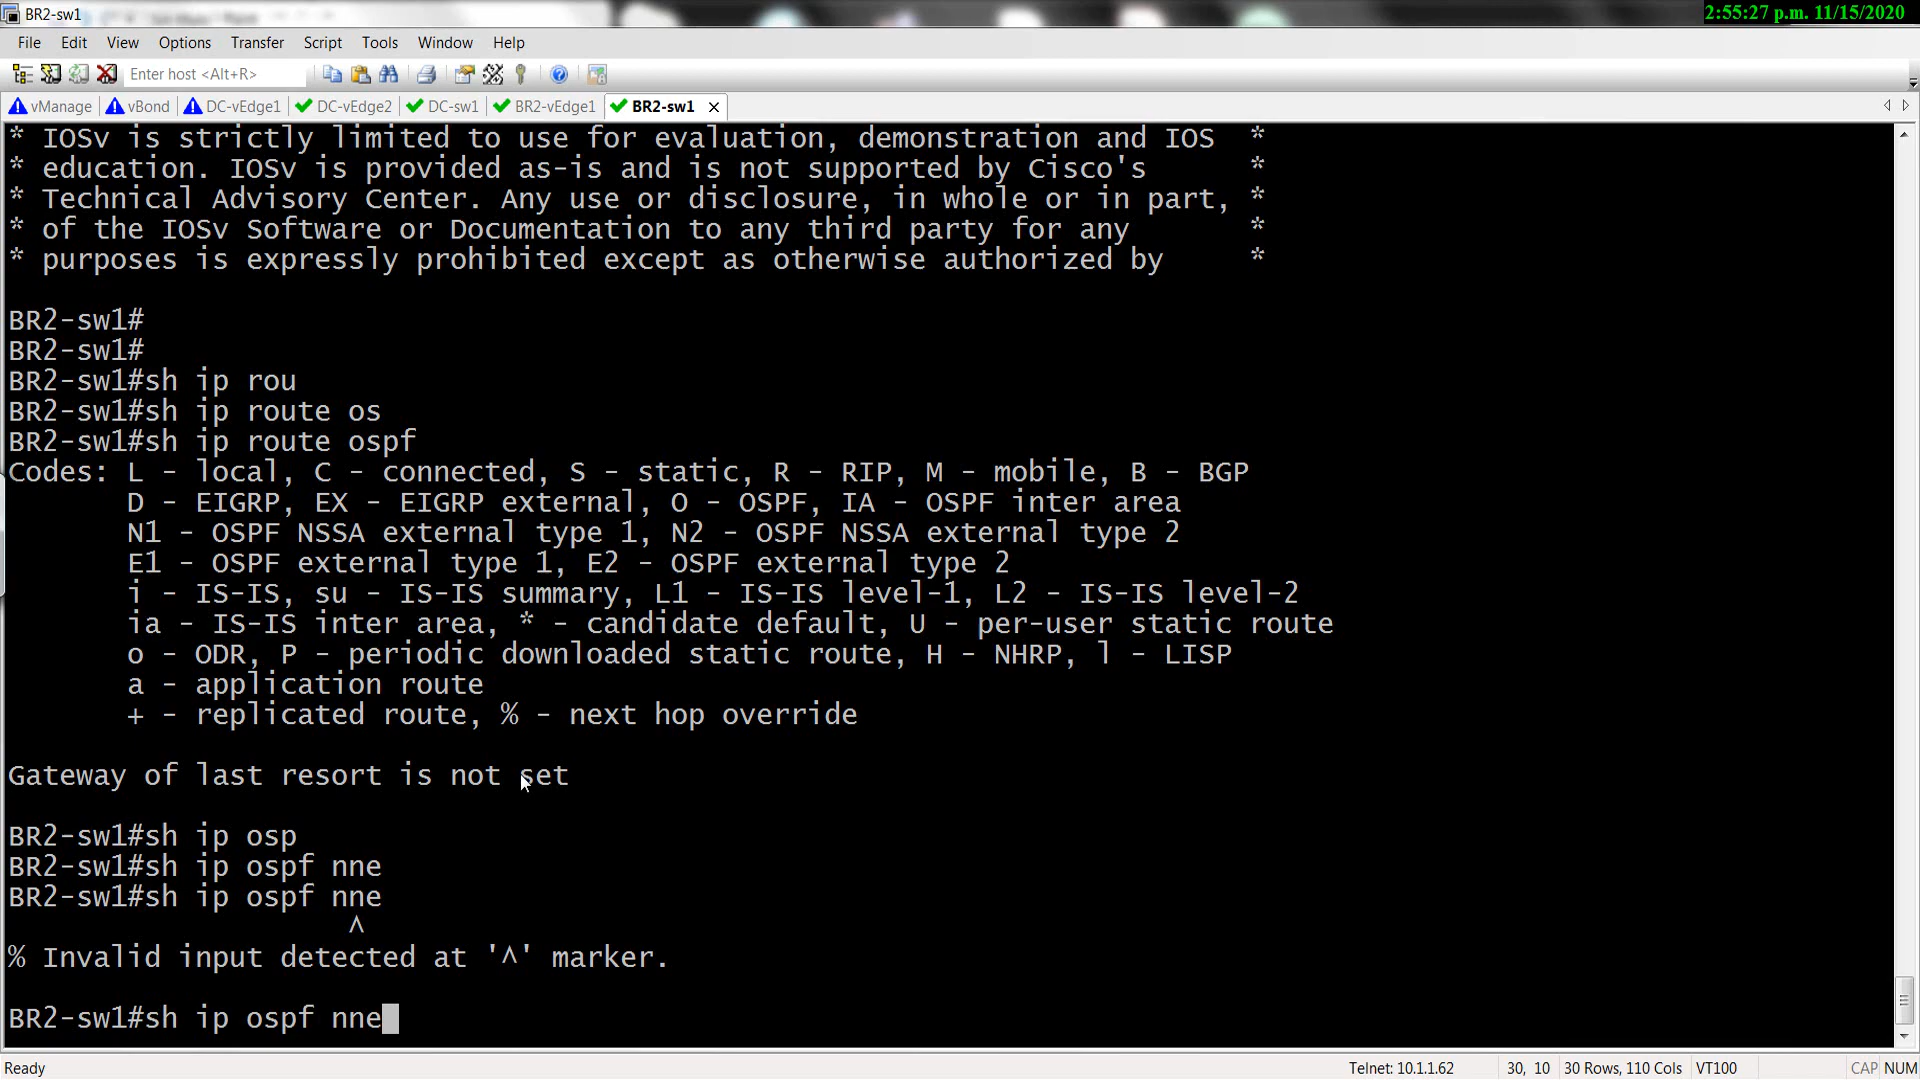 BR2-sw1
2:55:27 p.m. 11/15/2020
File Edit View Options Transfer Script Tools Window Help
Enter host <Alt+R>
vManage vBond DC-vEdge1 DC-vEdge2 DC-sw1 BR2-vEdge1 BR2-sw1
* IOSv is strictly limited to use for evaluation, demonstration and IOS *
* education. IOSv is provided as-is and is not supported by Cisco's *
* Technical Advisory Center. Any use or disclosure, in whole or in part, *
* of the IOSv Software or Documentation to any third party for any *
* purposes is expressly prohibited except as otherwise authorized by *
BR2-sw1#
BR2-sw1#
BR2-sw1#sh ip rou
BR2-sw1#sh ip route os
BR2-sw1#sh ip route ospf
Codes: L - local, C - connected, S - static, R - RIP, M - mobile, B - BGP
D - EIGRP, EX - EIGRP external, O - OSPF, IA - OSPF inter area
N1 - OSPF NSSA external type 1, N2 - OSPF NSSA external type 2
E1 - OSPF external type 1, E2 - OSPF external type 2
i - IS-IS, su - IS-IS summary, L1 - IS-IS level-1, L2 - IS-IS level-2
ia - IS-IS inter area, * - candidate default, U - per-user static route
o - ODR, P - periodic downloaded static route, H - NHRP, l - LISP
a - application route
+ - replicated route, % - next hop override
Gateway of last resort is not set
BR2-sw1#sh ip osp
BR2-sw1#sh ip ospf nne
BR2-sw1#sh ip ospf nne
^
% Invalid input detected at '^' marker.
BR2-sw1#sh ip ospf nne
Ready Telnet: 10.1.1.62 30, 10 30 Rows, 110 Cols VT100 CAP NUM